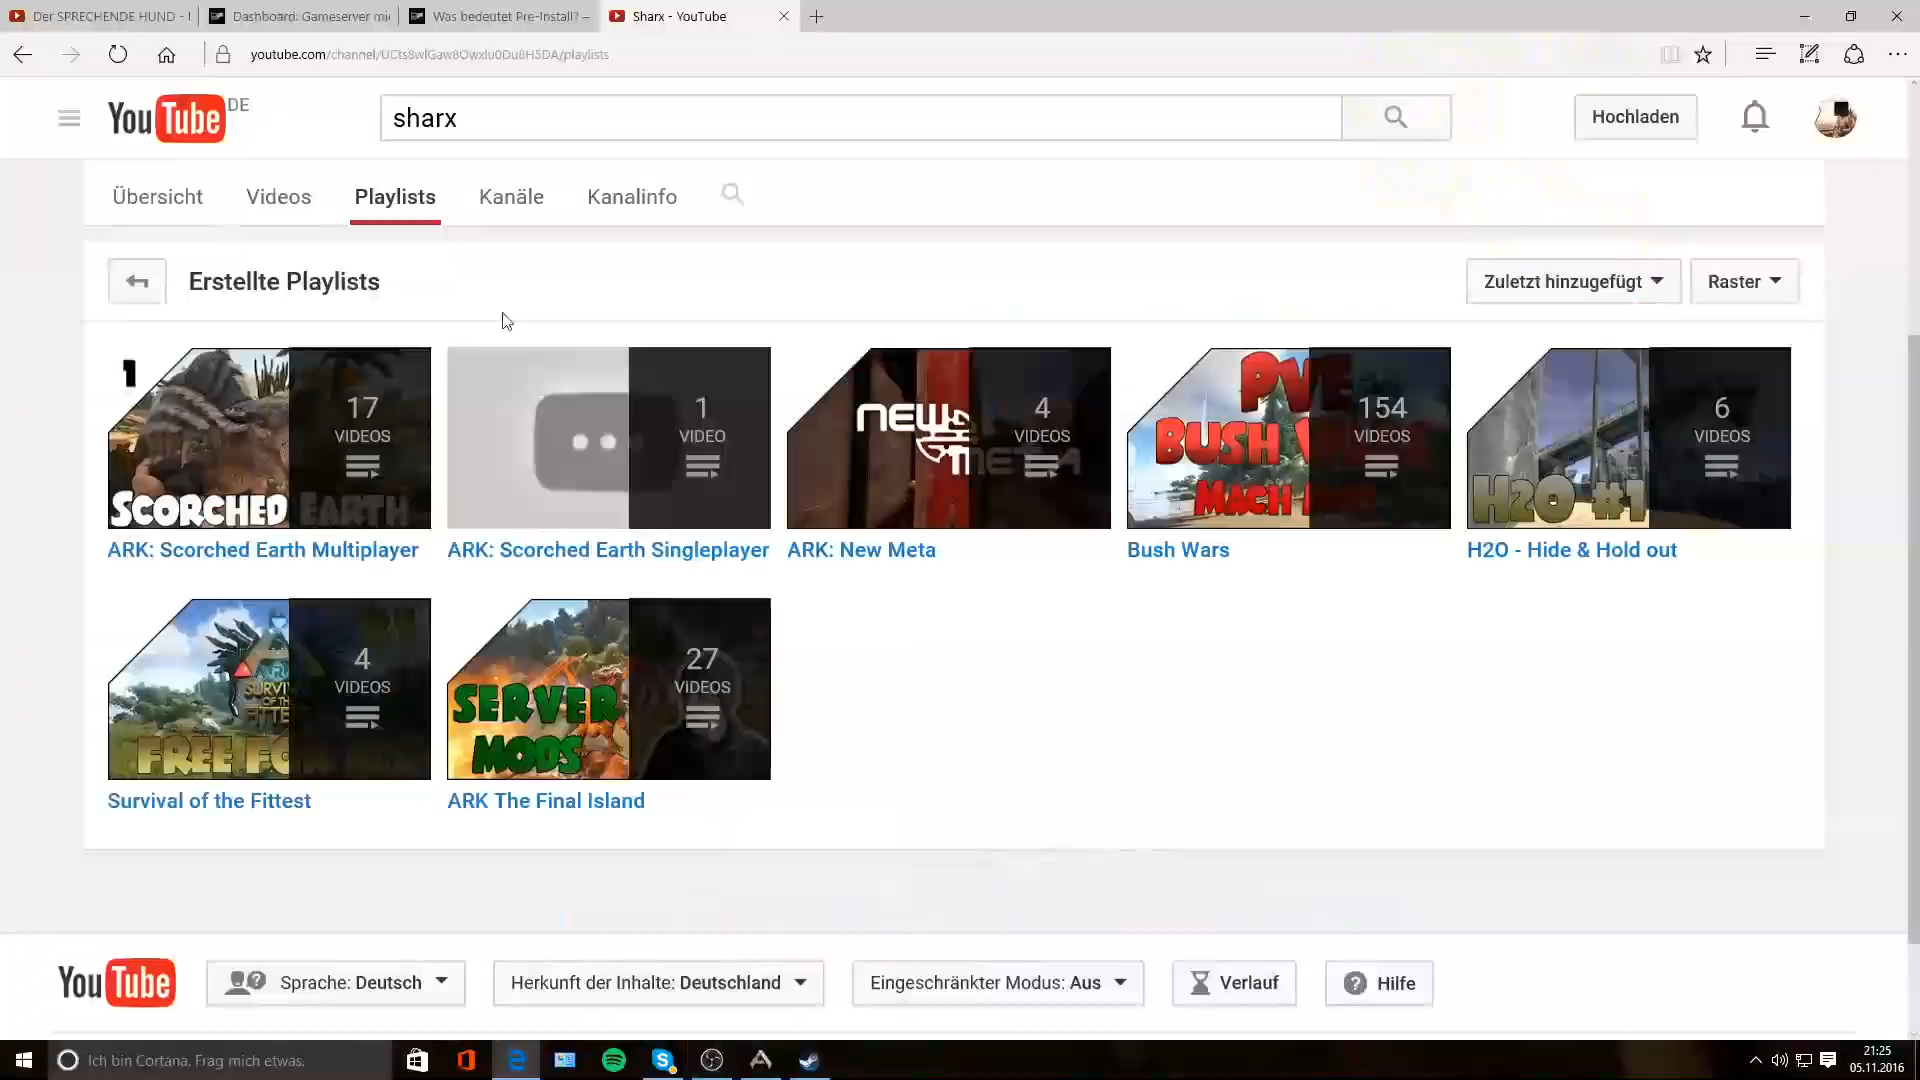 Der SPRECHENDE HUND -
Dashboard: Gameserver mi
Was bedeutet Pre-Install? –
Sharx - YouTube
youtube.com/channel/UCts8wlGaw8OwxIu0Du8H5DA/playlists
YouTube DE
sharx
Hochladen
Übersicht
Videos
Playlists
Kanäle
Kanalinfo
Erstellte Playlists
Zuletzt hinzugefügt
Raster
1
SCORCHED EARTH
17
VIDEOS
1
VIDEO
NEW META
4
VIDEOS
PVE
BUSH
MACH
154
VIDEOS
H2O #1
6
VIDEOS
ARK: Scorched Earth Multiplayer
ARK: Scorched Earth Singleplayer
ARK: New Meta
Bush Wars
H2O - Hide & Hold out
FREE FO
4
VIDEOS
SERVER
MODS
27
VIDEOS
Survival of the Fittest
ARK The Final Island
YouTube
Sprache: Deutsch
Herkunft der Inhalte: Deutschland
Eingeschränkter Modus: Aus
Verlauf
Hilfe
Ich bin Cortana. Frag mich etwas.
21:25
05.11.2016